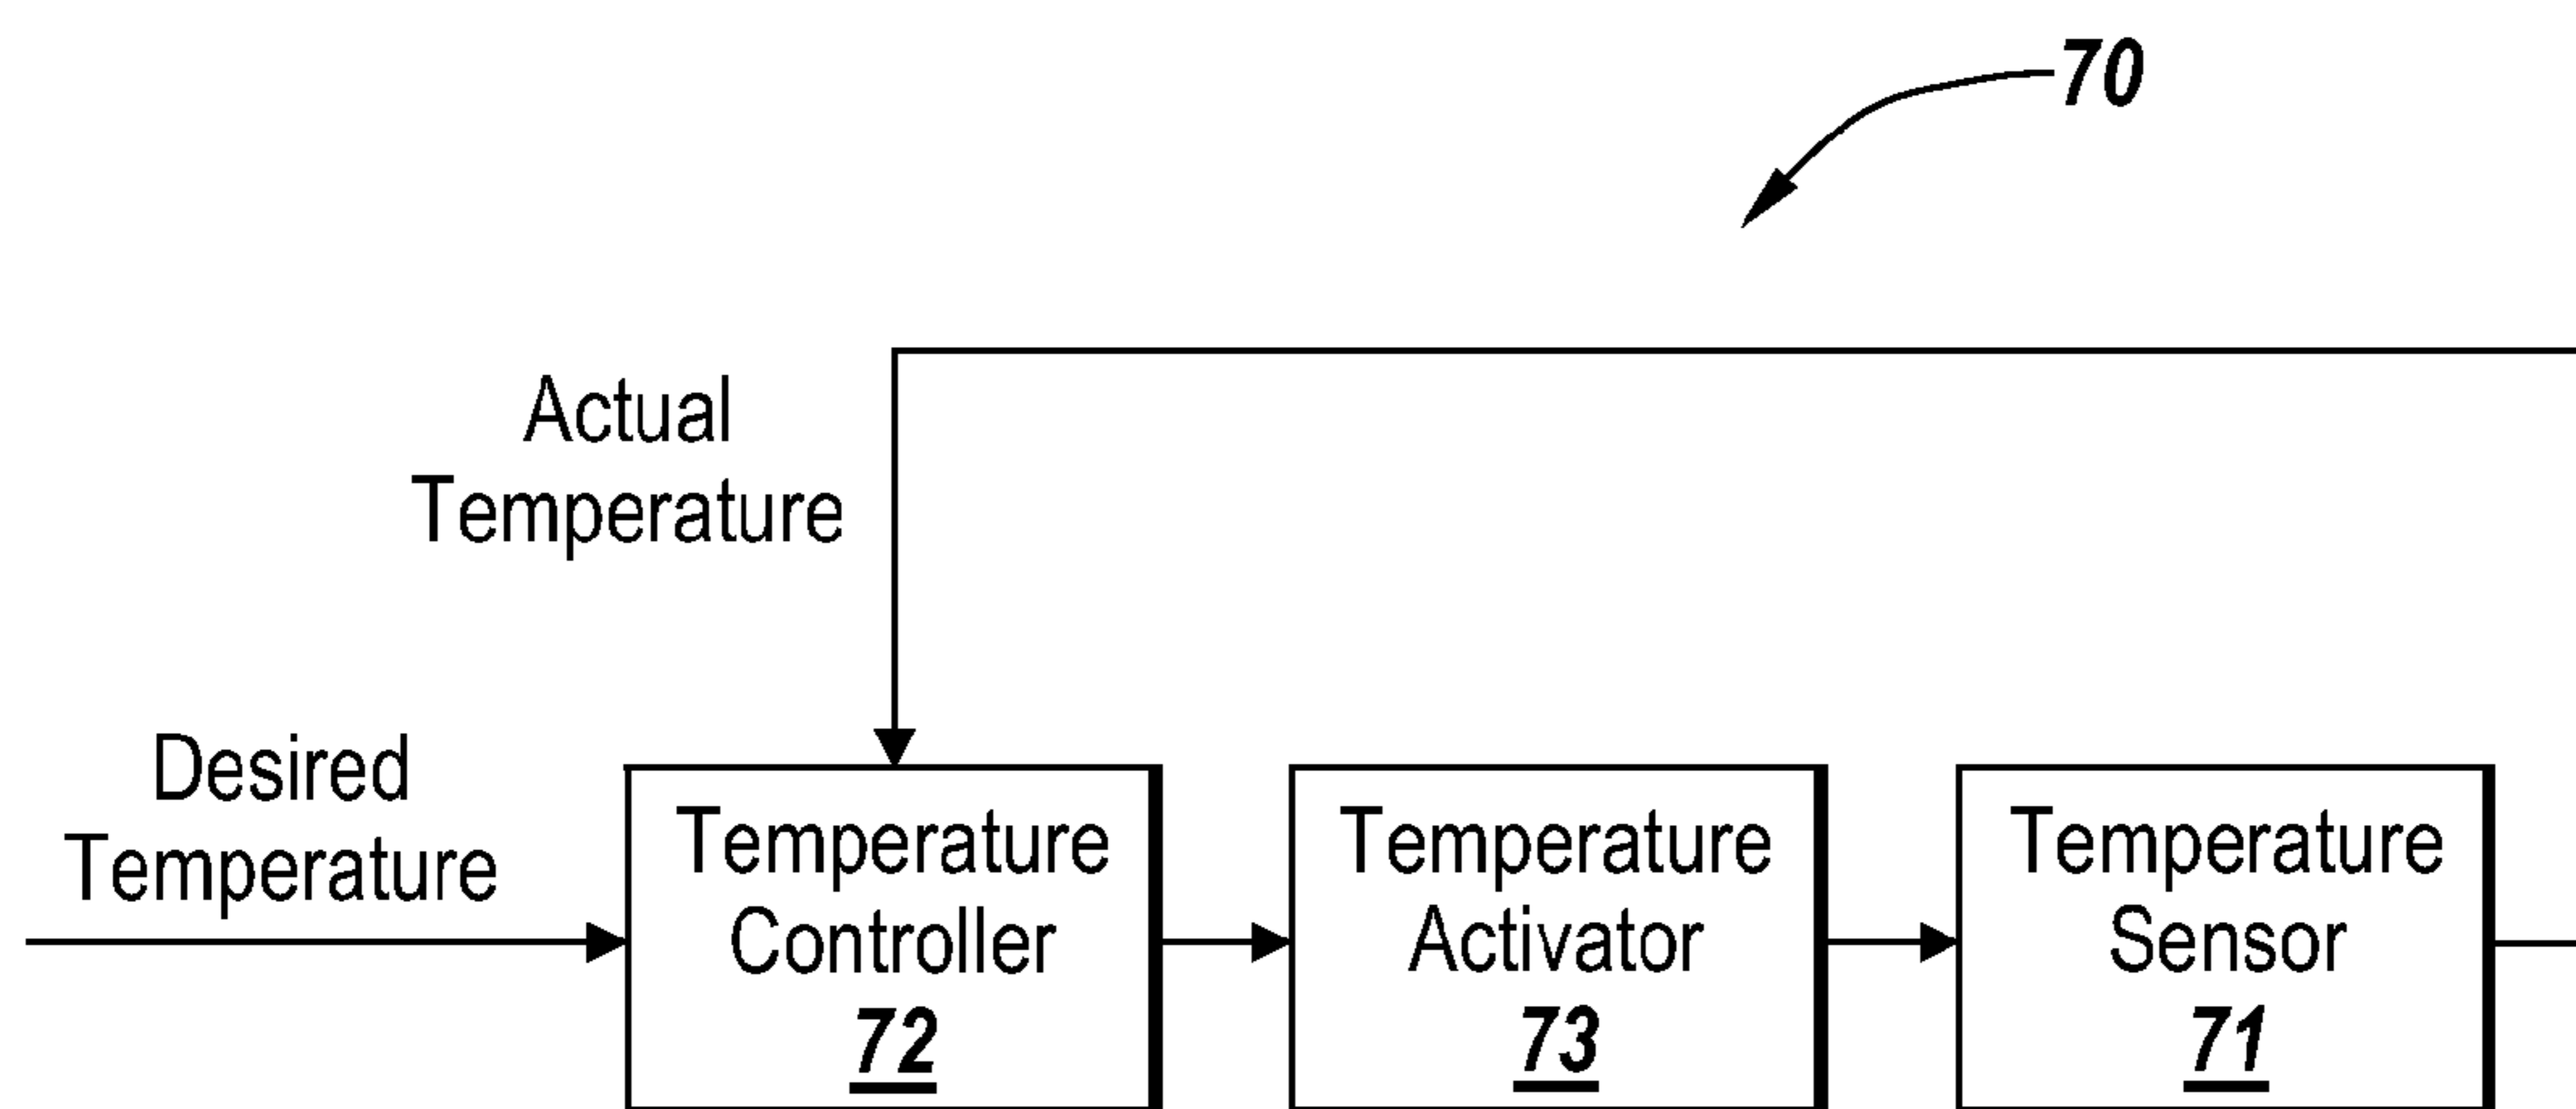 70
Actual
Temperature
Desired
Temperature
Temperature
Controller
72
Temperature
Activator
73
Temperature
Sensor
71